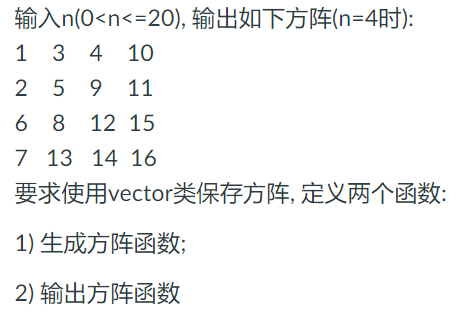 输入n(0<n<=20), 输出如下方阵(n=4时):
1 3 4 10
2 5 9 11
6 8 12 15
7 13 14 16
要求使用vector类保存方阵, 定义两个函数:
1) 生成方阵函数;
2) 输出方阵函数